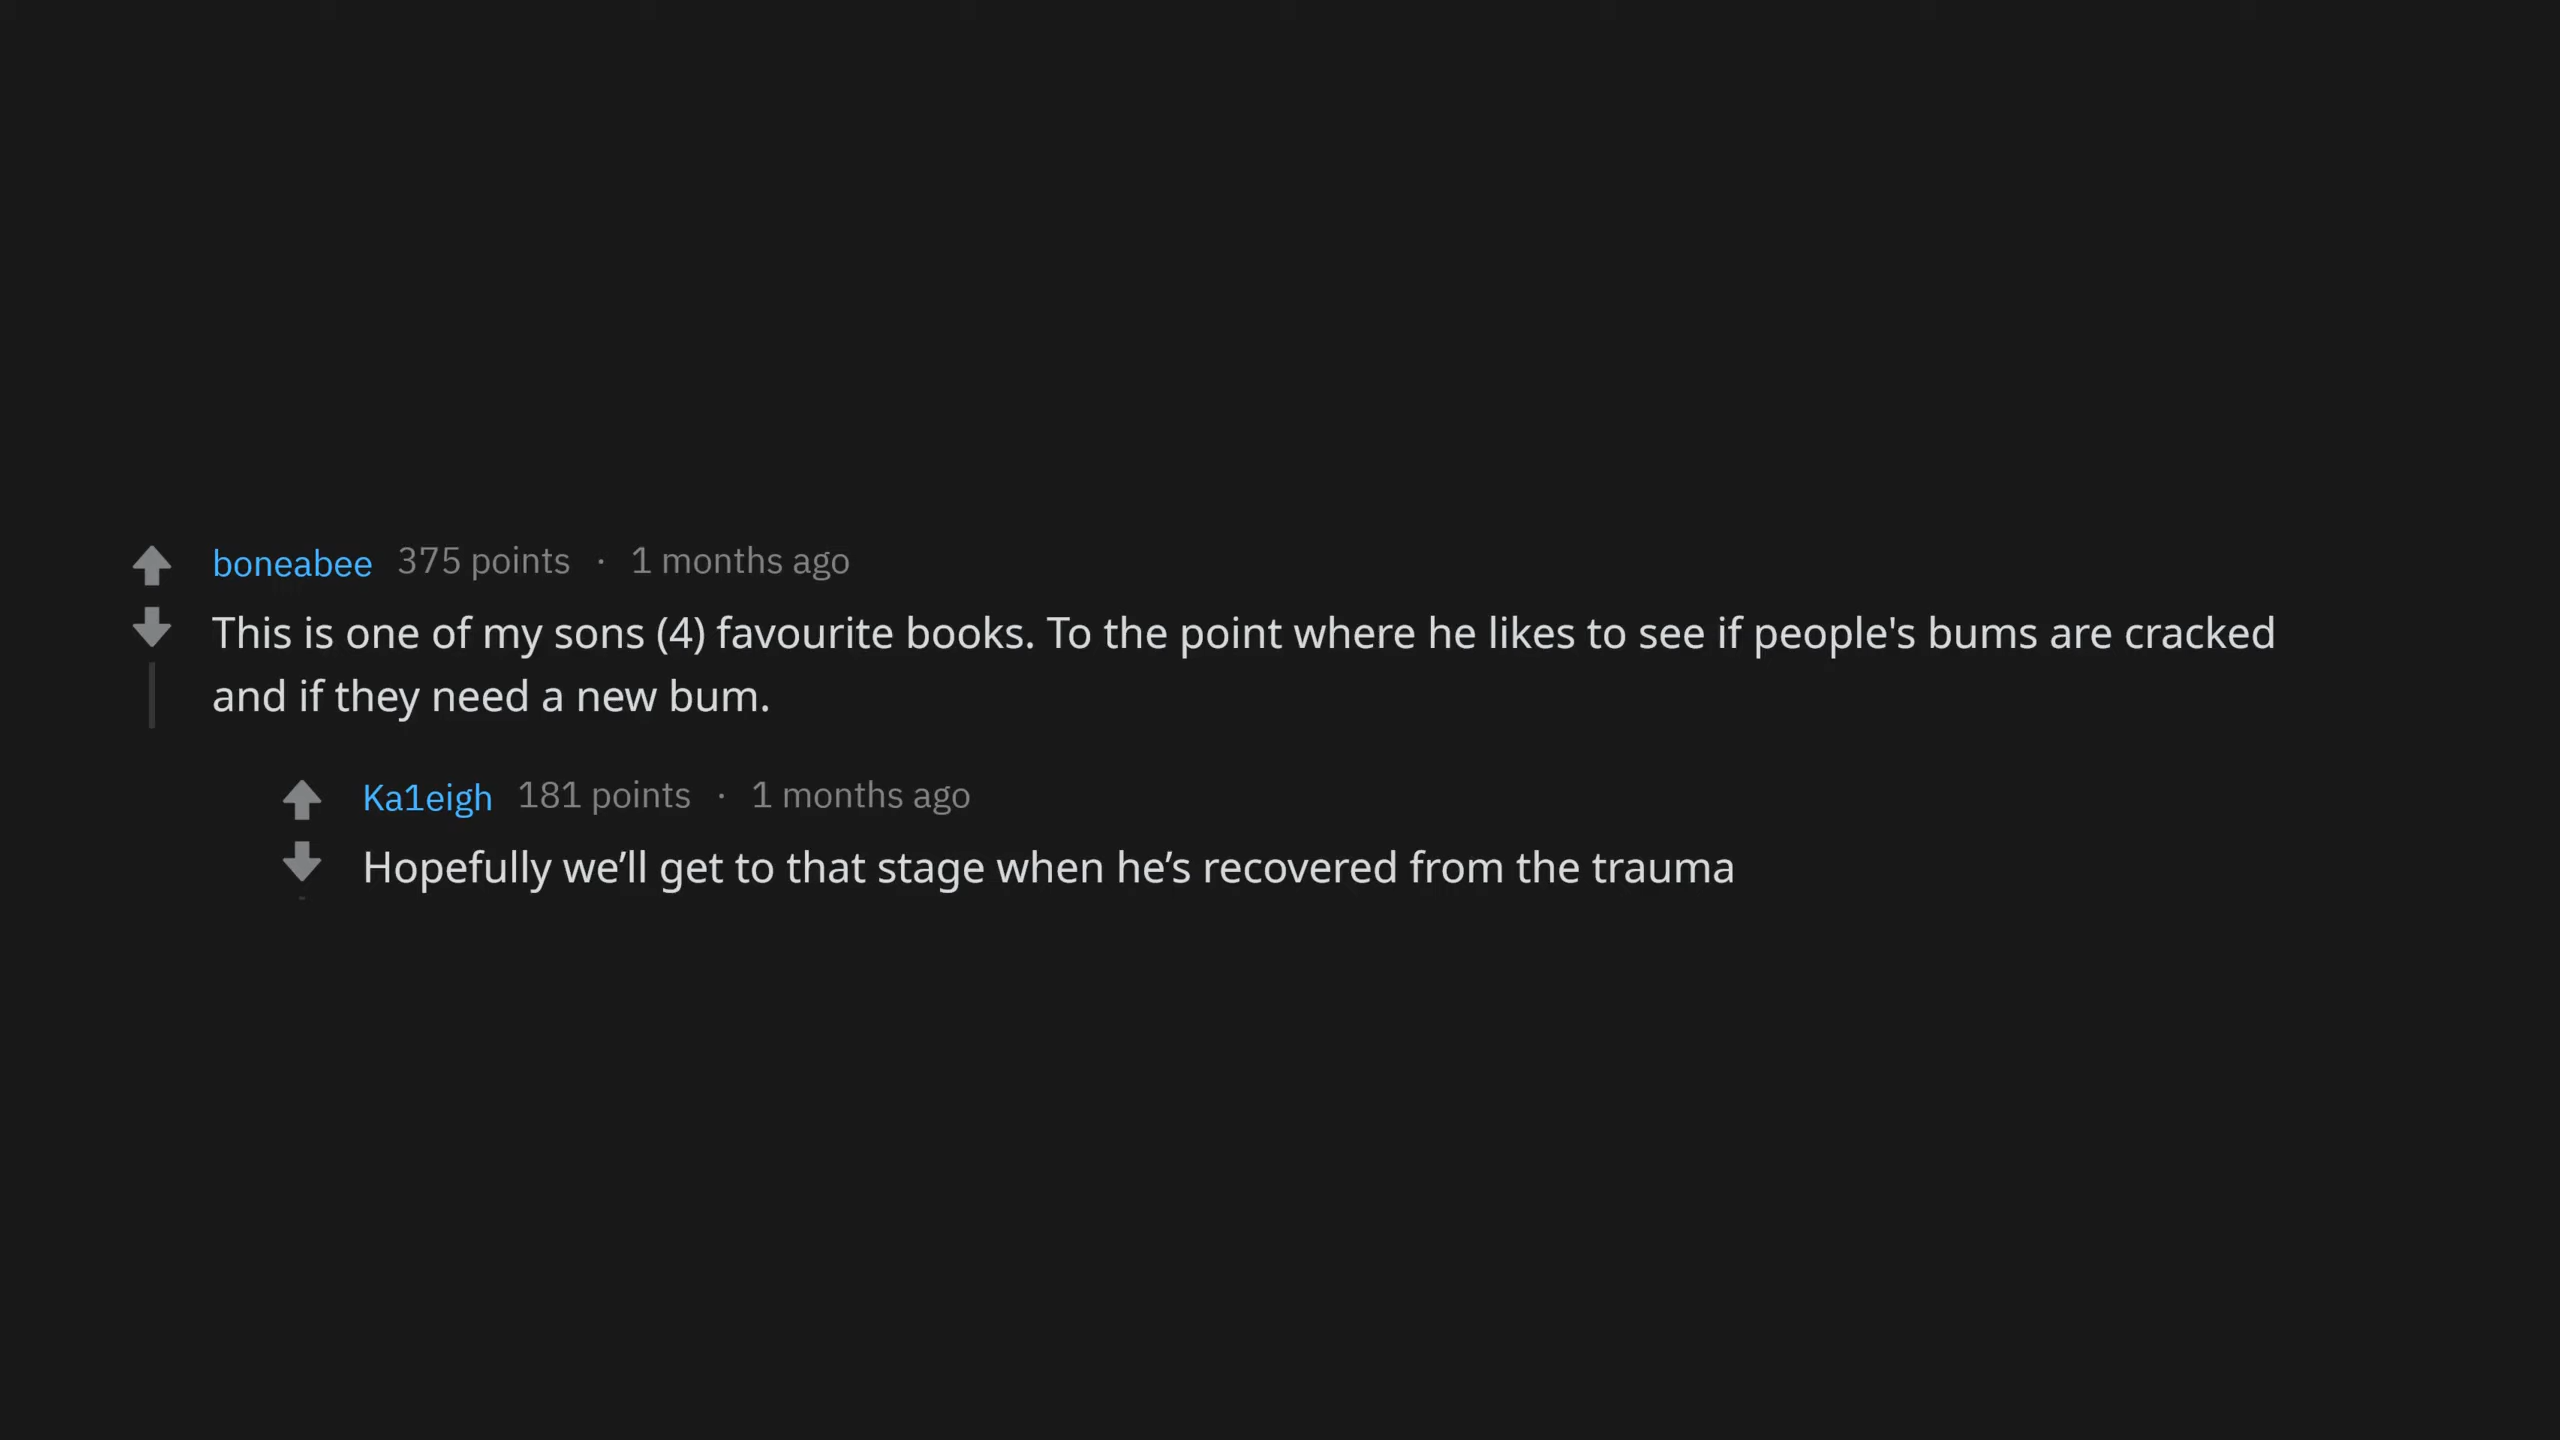 boneabee 375 points · 1 months ago
This is one of my sons (4) favourite books. To the point where he likes to see if people's bums are cracked
and if they need a new bum.
Ka1eigh 181 points · 1 months ago
Hopefully we’ll get to that stage when he’s recovered from the trauma